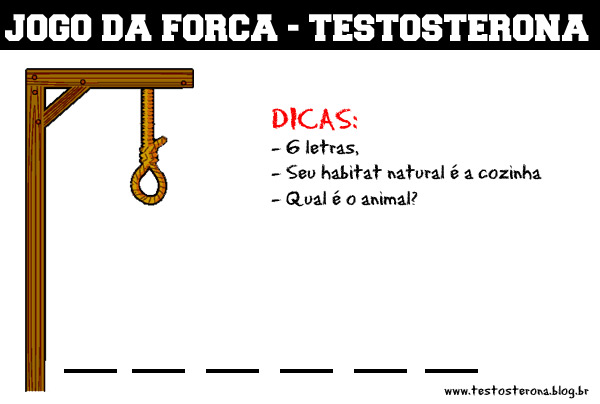 JOGO DA FORCA - TESTOSTERONA
DICAS:
- 6 letras,
- Seu habitat natural é a cozinha
- Qual é o animal?
www.testosterona.blog.br